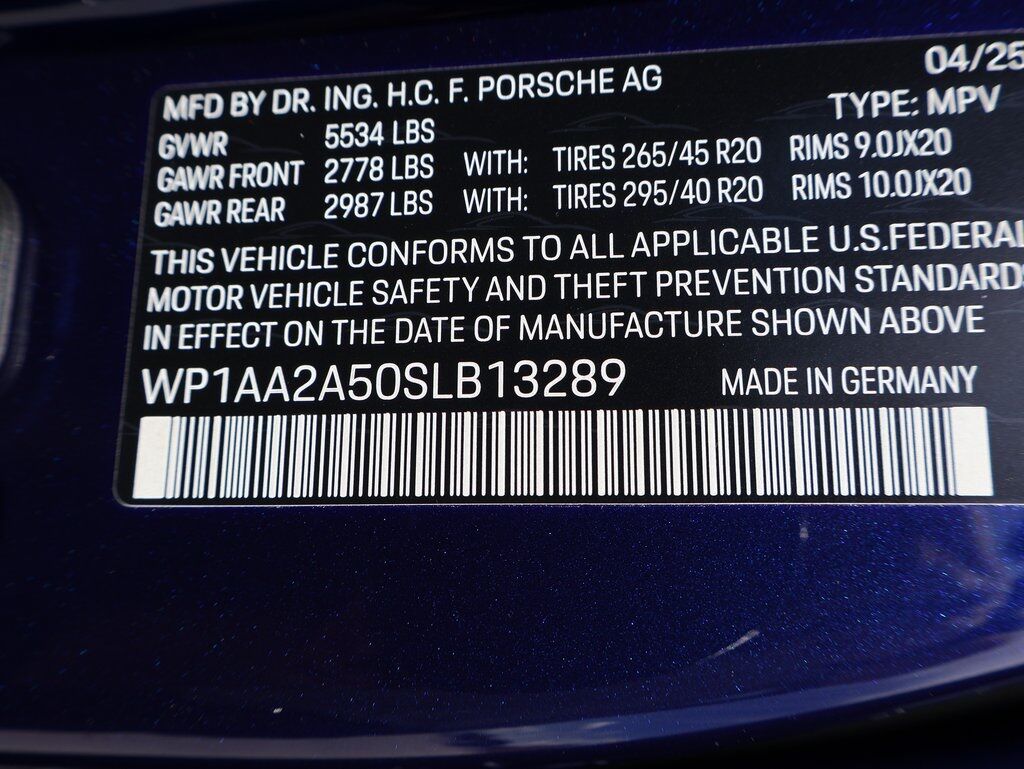 04/25
MFD BY DR. ING. H.C. F. PORSCHE AG
TYPE: MPV
GVWR 5534 LBS
GAWR FRONT 2778 LBS WITH: TIRES 265/45 R20 RIMS 9.0JX20
GAWR REAR 2987 LBS WITH: TIRES 295/40 R20 RIMS 10.0JX20
THIS VEHICLE CONFORMS TO ALL APPLICABLE U.S.FEDERAL
MOTOR VEHICLE SAFETY AND THEFT PREVENTION STANDARDS
IN EFFECT ON THE DATE OF MANUFACTURE SHOWN ABOVE
WP1AA2A50SLB13289 MADE IN GERMANY